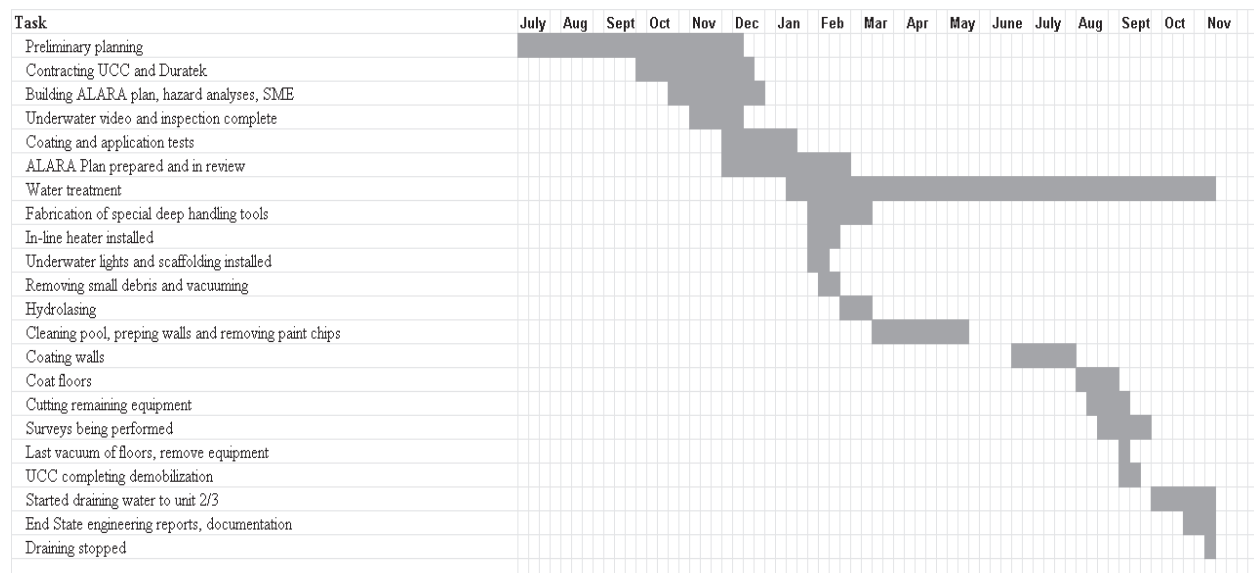 Task July Aug Sept Oct Nov Dec Jan Feb Mar Apr May June July Aug Sept Oct Nov
Preliminary planning
Contracting UCC and Duratek
Building ALARA plan, hazard analyses, SME
Underwater video and inspection complete
Coating and application tests
ALARA Plan prepared and in review
Water treatment
Fabrication of special deep handling tools
In-line heater installed
Underwater lights and scaffolding installed
Removing small debris and vacuuming
Hydrolasing
Cleaning pool, preping walls and removing paint chips
Coating walls
Coat floors
Cutting remaining equipment
Surveys being performed
Last vacuum of floors, remove equipment
UCC completing demobilization
Started draining water to unit 2/3
End State engineering reports, documentation
Draining stopped